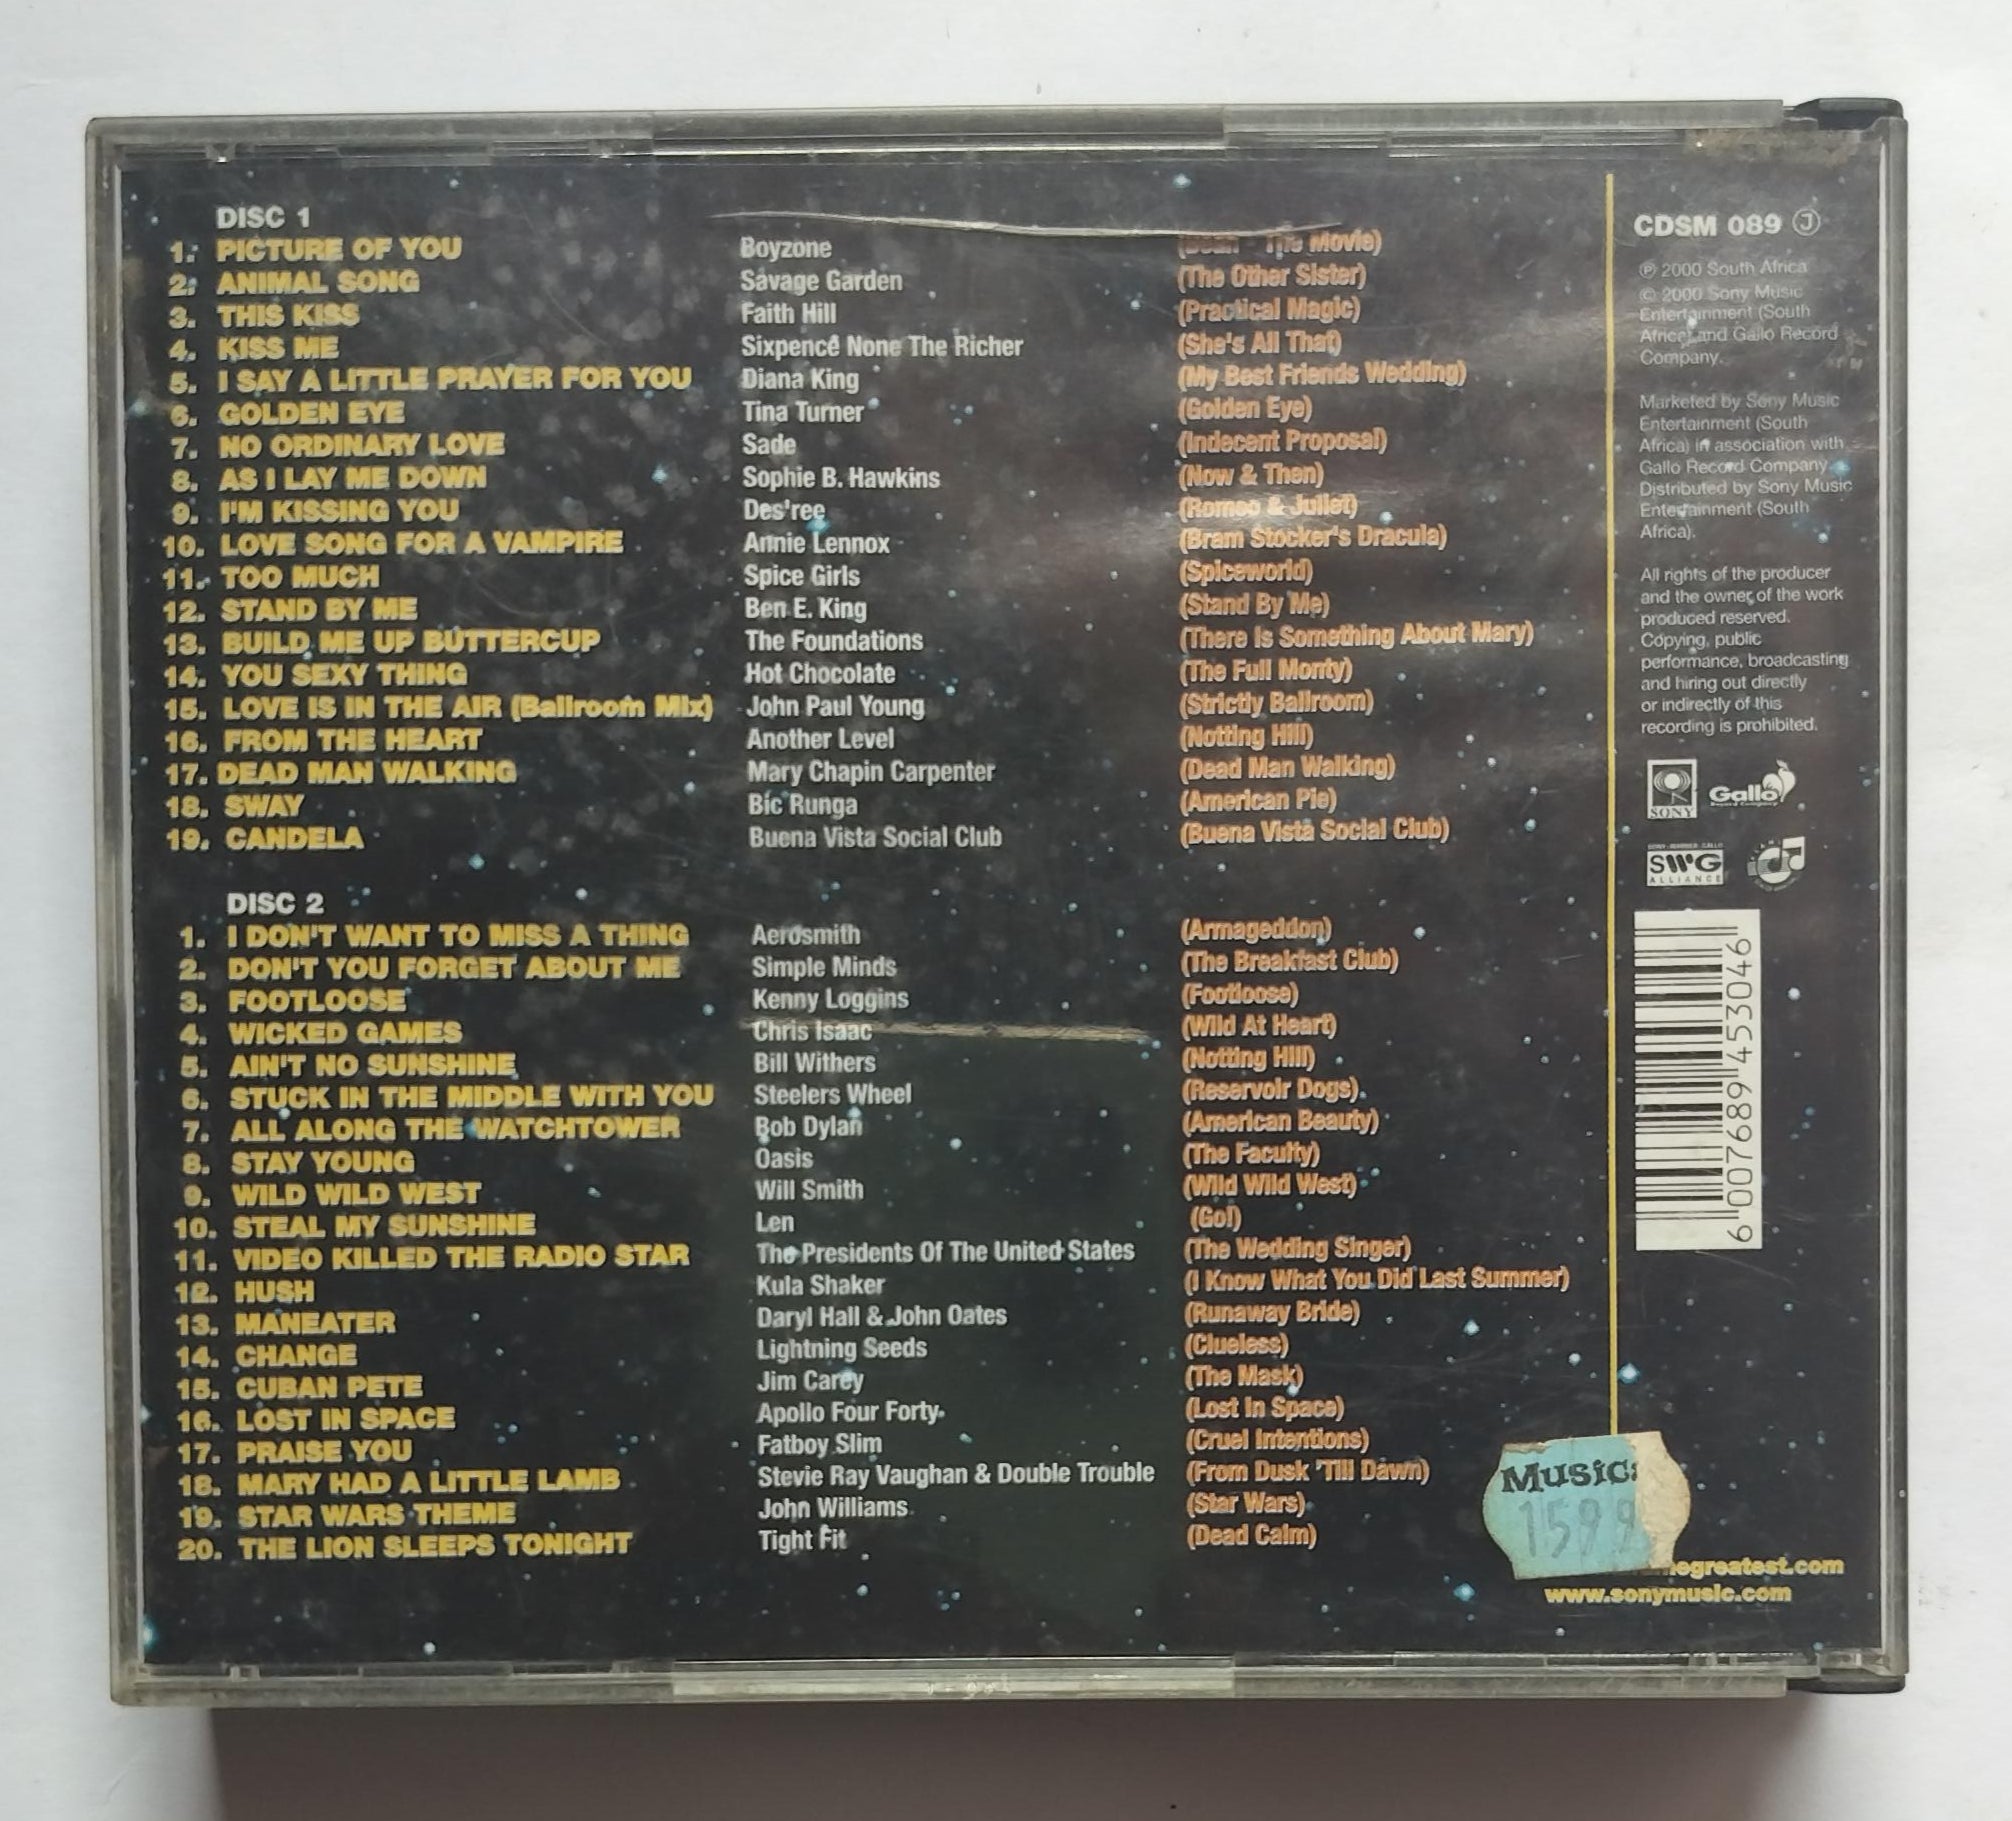 DISC 1
1. PICTURE OF YOU Boyzone (Bean - The Movie)
2. ANIMAL SONG Savage Garden (The Other Sister)
3. THIS KISS Faith Hill (Practical Magic)
4. KISS ME Sixpence None The Richer (She's All That)
5. I SAY A LITTLE PRAYER FOR YOU Diana King (My Best Friends Wedding)
6. GOLDEN EYE Tina Turner (Golden Eye)
7. NO ORDINARY LOVE Sade (Indecent Proposal)
8. AS I LAY ME DOWN Sophie B. Hawkins (Now & Then)
9. I'M KISSING YOU Des'ree (Romeo & Juliet)
10. LOVE SONG FOR A VAMPIRE Annie Lennox (Bram Stocker's Dracula)
11. TOO MUCH Spice Girls (Spiceworld)
12. STAND BY ME Ben E. King (Stand By Me)
13. BUILD ME UP BUTTERCUP The Foundations (There Is Something About Mary)
14. YOU SEXY THING Hot Chocolate (The Full Monty)
15. LOVE IS IN THE AIR (Ballroom Mix) John Paul Young (Strictly Ballroom)
16. FROM THE HEART Another Level (Notting Hill)
17. DEAD MAN WALKING Mary Chapin Carpenter (Dead Man Walking)
18. SWAY Bic Runga (American Pie)
19. CANDELA Buena Vista Social Club (Buena Vista Social Club)
DISC 2
1. I DON'T WANT TO MISS A THING Aerosmith (Armageddon)
2. DON'T YOU FORGET ABOUT ME Simple Minds (The Breakfast Club)
3. FOOTLOOSE Kenny Loggins (Footloose)
4. WICKED GAMES Chris Isaac (Wild At Heart)
5. AIN'T NO SUNSHINE Bill Withers (Notting Hill)
6. STUCK IN THE MIDDLE WITH YOU Steelers Wheel (Reservoir Dogs)
7. ALL ALONG THE WATCHTOWER Bob Dylan (American Beauty)
8. STAY YOUNG Oasis (The Faculty)
9. WILD WILD WEST Will Smith (Wild Wild West)
10. STEAL MY SUNSHINE Len (Go!)
11. VIDEO KILLED THE RADIO STAR The Presidents Of The United States (The Wedding Singer)
12. HUSH Kula Shaker (I Know What You Did Last Summer)
13. MANEATER Daryl Hall & John Oates (Runaway Bride)
14. CHANGE Lightning Seeds (Clueless)
15. CUBAN PETE Jim Carey (The Mask)
16. LOST IN SPACE Apollo Four Forty (Lost In Space)
17. PRAISE YOU Fatboy Slim (Cruel Intentions)
18. MARY HAD A LITTLE LAMB Stevie Ray Vaughan & Double Trouble (From Dusk 'Till Dawn)
19. STAR WARS THEME John Williams (Star Wars)
20. THE LION SLEEPS TONIGHT Tight Fit (Dead Calm)
CDSM 089 Ⓙ
℗ 2000 South Africa
© 2000 Sony Music
Entertainment (South
Africa) and Gallo Record
Company.
Marketed by Sony Music
Entertainment (South
Africa) in association with
Gallo Record Company
Distributed by Sony Music
Entertainment (South
Africa).
All rights of the producer
and the owner of the work
produced reserved.
Copying, public
performance, broadcasting
and hiring out directly
or indirectly of this
recording is prohibited.
SONY
Gallo
Record Company
SONY WARNER GALLO
SWG
ALLIANCE
6 007689 453046
Musica
1599
www.sonymusic.com